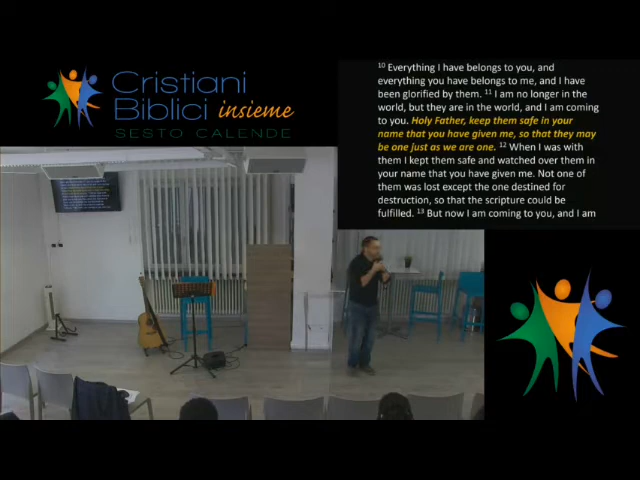 Cristiani
Biblici insieme
SESTO CALENDE
10 Everything I have belongs to you, and
everything you have belongs to me, and I have
been glorified by them. 11 I am no longer in the
world, but they are in the world, and I am coming
to you. Holy Father, keep them safe in your
name that you have given me, so that they may
be one just as we are one. 12 When I was with
them I kept them safe and watched over them in
your name that you have given me. Not one of
them was lost except the one destined for
destruction, so that the scripture could be
fulfilled. 13 But now I am coming to you, and I am